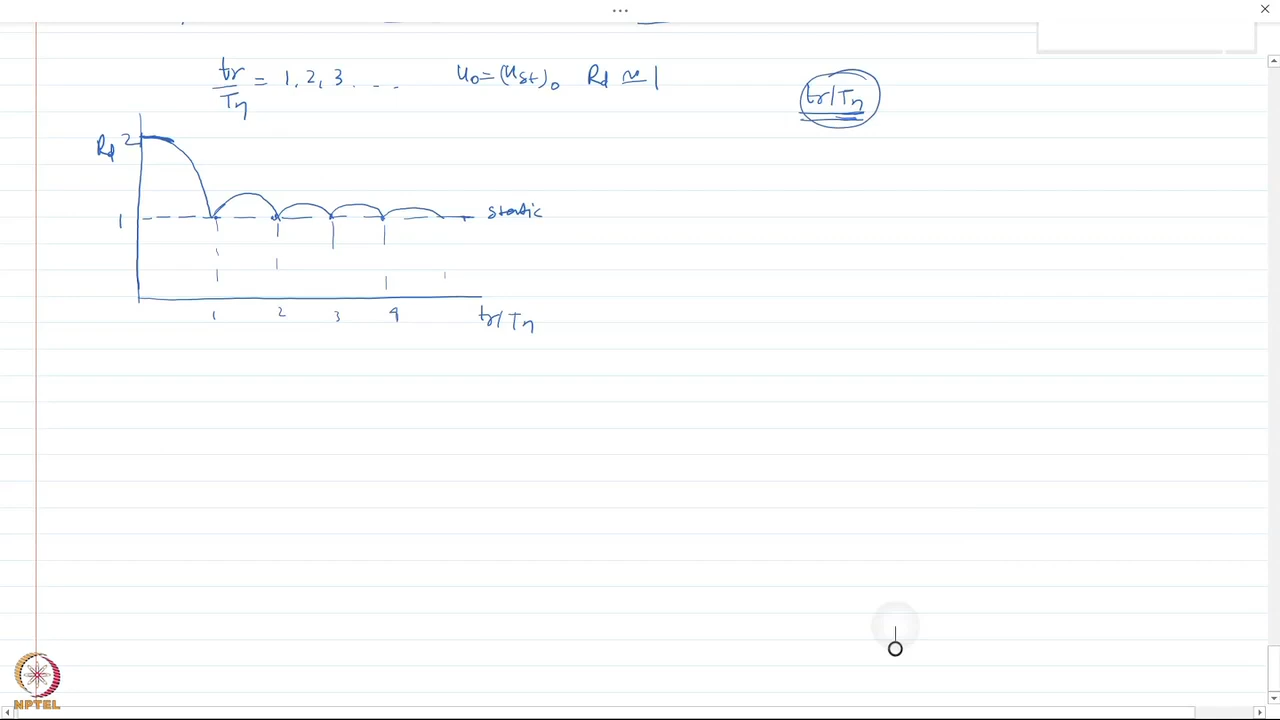 tr/Tn = 1, 2, 3 . . . . u0 = (ust)0 Rd ≃ 1
tr/Tn
Rd 2
1 static
1 2 3 4 tr/Tn
NPTEL